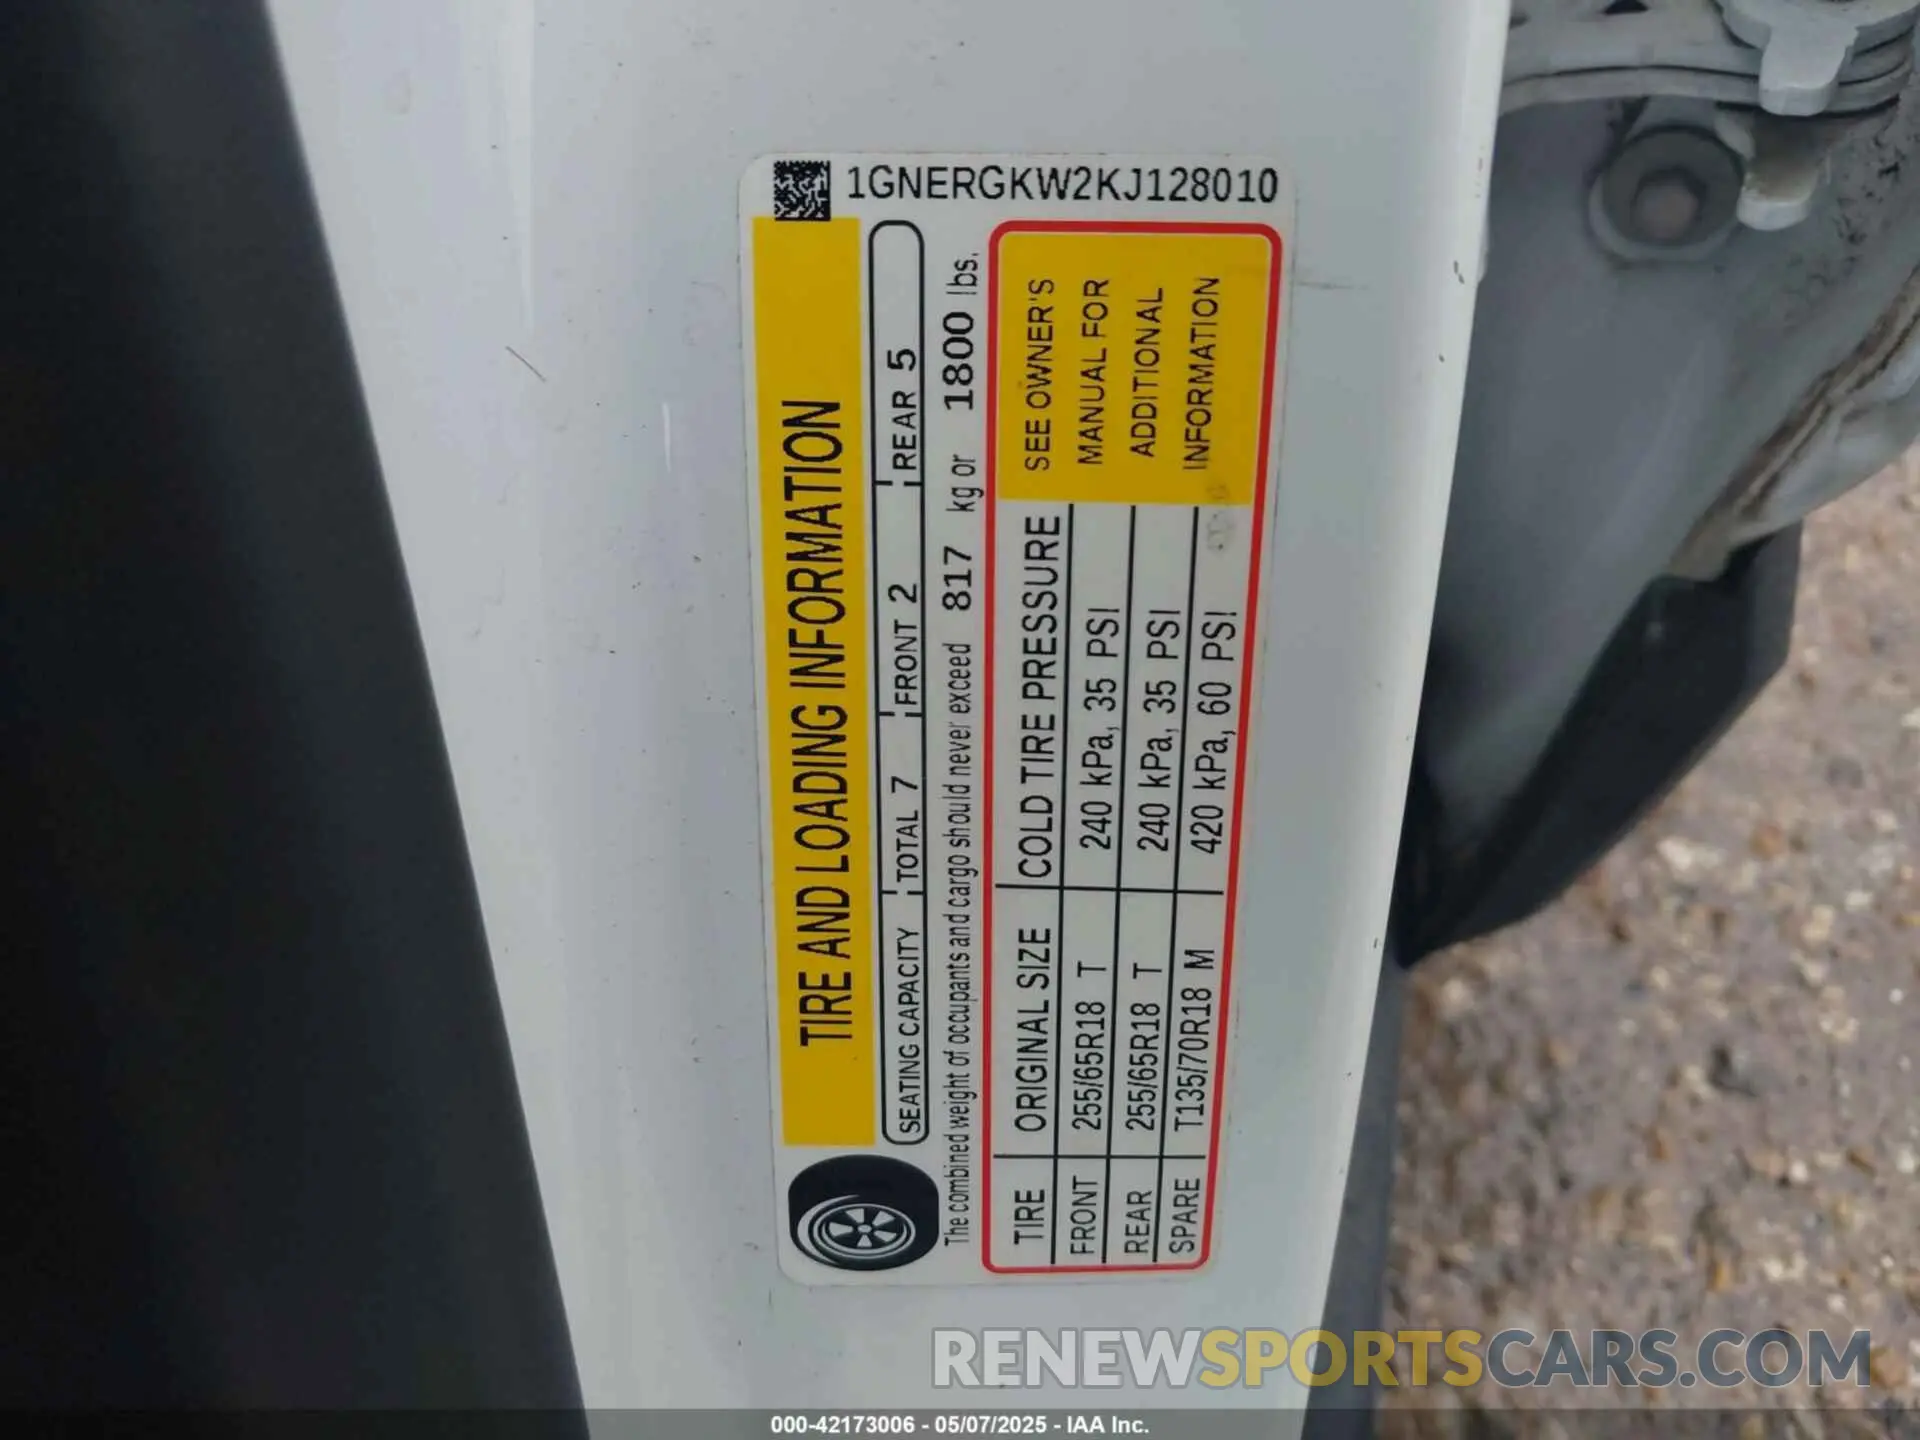 1GNERGKW2KJ128010
TIRE AND LOADING INFORMATION
SEATING CAPACITY TOTAL 7 FRONT 2 REAR 5
The combined weight of occupants and cargo should never exceed 817 kg or 1800 lbs.
TIRE ORIGINAL SIZE COLD TIRE PRESSURE
FRONT 255/65R18 T 240 kPa, 35 PSI
REAR 255/65R18 T 240 kPa, 35 PSI
SPARE T135/70R18 M 420 kPa, 60 PSI
SEE OWNER'S
MANUAL FOR
ADDITIONAL
INFORMATION
RENEWSPORTSCARS.COM
000-42173006 - 05/07/2025 - IAA Inc.